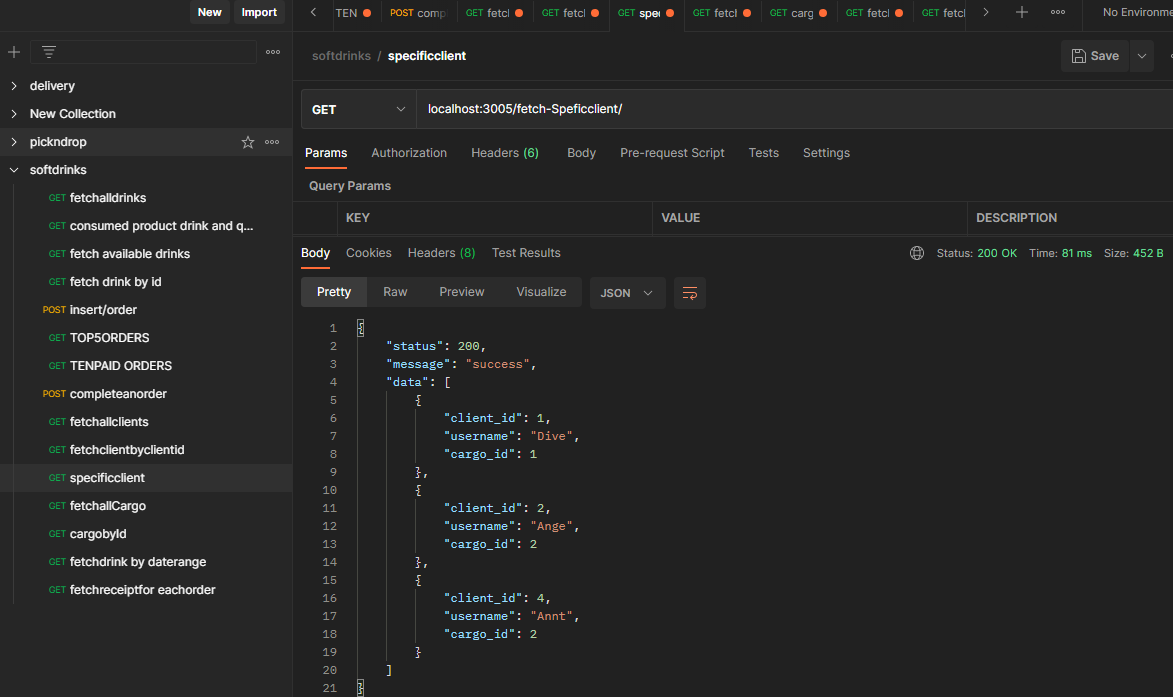 New Import
TEN POST comp GET fetcl GET fetcl GET spec GET fetcl GET carg GET fetcl GET fetcl No Environme
softdrinks / specificclient Save
delivery
New Collection
pickndrop
softdrinks
GET fetchalldrinks
GET consumed product drink and q...
GET fetch available drinks
GET fetch drink by id
POST insert/order
GET TOP5ORDERS
GET TENPAID ORDERS
POST completeanorder
GET fetchallclients
GET fetchclientbyclientid
GET specificclient
GET fetchallCargo
GET cargobyId
GET fetchdrink by daterange
GET fetchreceiptfor eachorder
GET localhost:3005/fetch-Speficclient/
Params Authorization Headers (6) Body Pre-request Script Tests Settings
Query Params
KEY VALUE DESCRIPTION
Body Cookies Headers (8) Test Results Status: 200 OK Time: 81 ms Size: 452 B
Pretty Raw Preview Visualize JSON
1 {
2 "status": 200,
3 "message": "success",
4 "data": [
5 {
6 "client_id": 1,
7 "username": "Dive",
8 "cargo_id": 1
9 },
10 {
11 "client_id": 2,
12 "username": "Ange",
13 "cargo_id": 2
14 },
15 {
16 "client_id": 4,
17 "username": "Annt",
18 "cargo_id": 2
19 }
20 ]
21 }